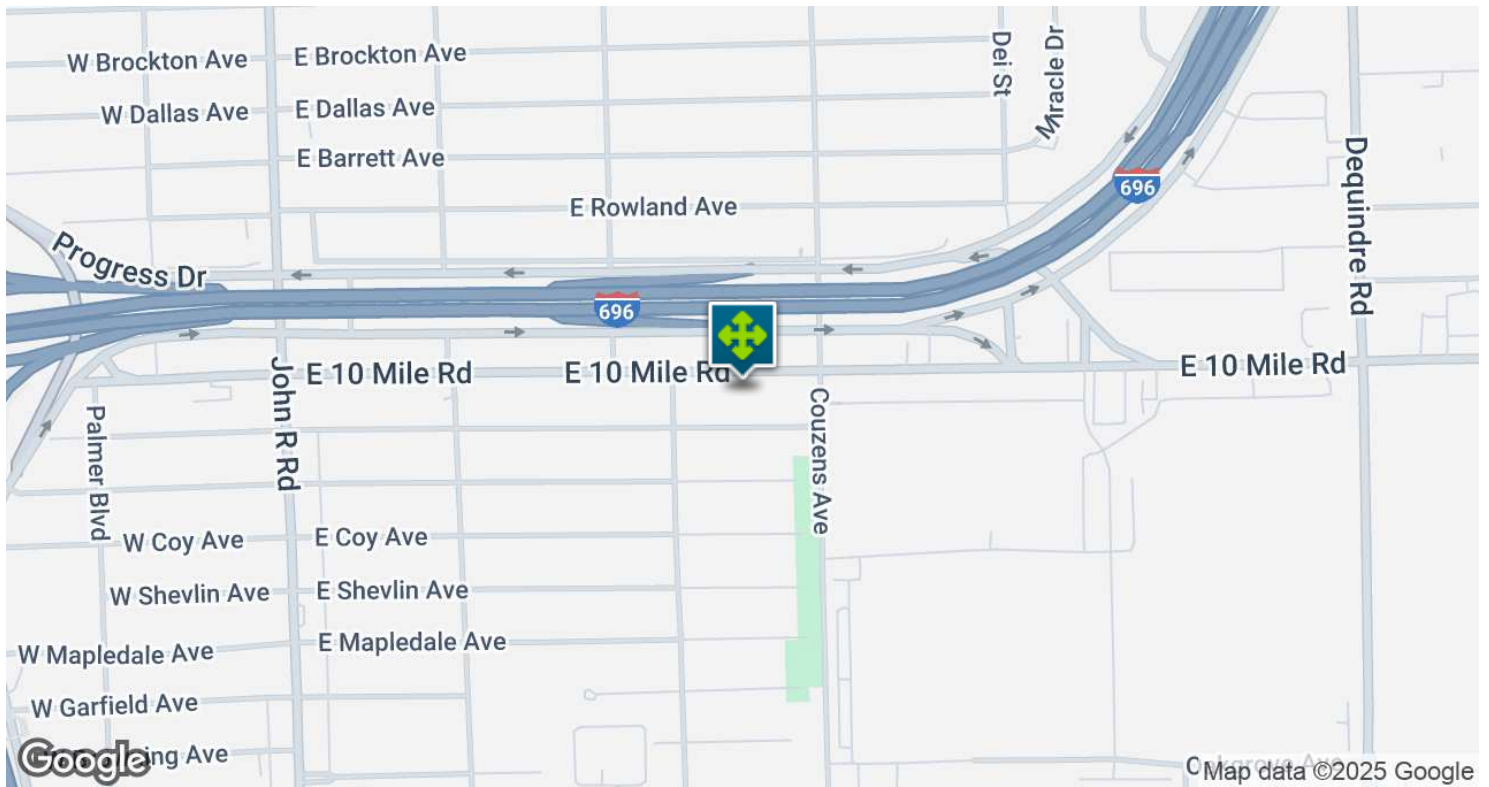 W Brockton Ave
E Brockton Ave
Dei St
Miracle Dr
W Dallas Ave
E Dallas Ave
E Barrett Ave
Dequindre Rd
696
E Rowland Ave
Progress Dr
696
E 10 Mile Rd
E 10 Mile Rd
E 10 Mile Rd
John R Rd
Palmer Blvd
Couzens Ave
W Coy Ave
E Coy Ave
W Shevlin Ave
E Shevlin Ave
W Mapledale Ave
E Mapledale Ave
W Garfield Ave
Ave
Google
Map data ©2025 Google